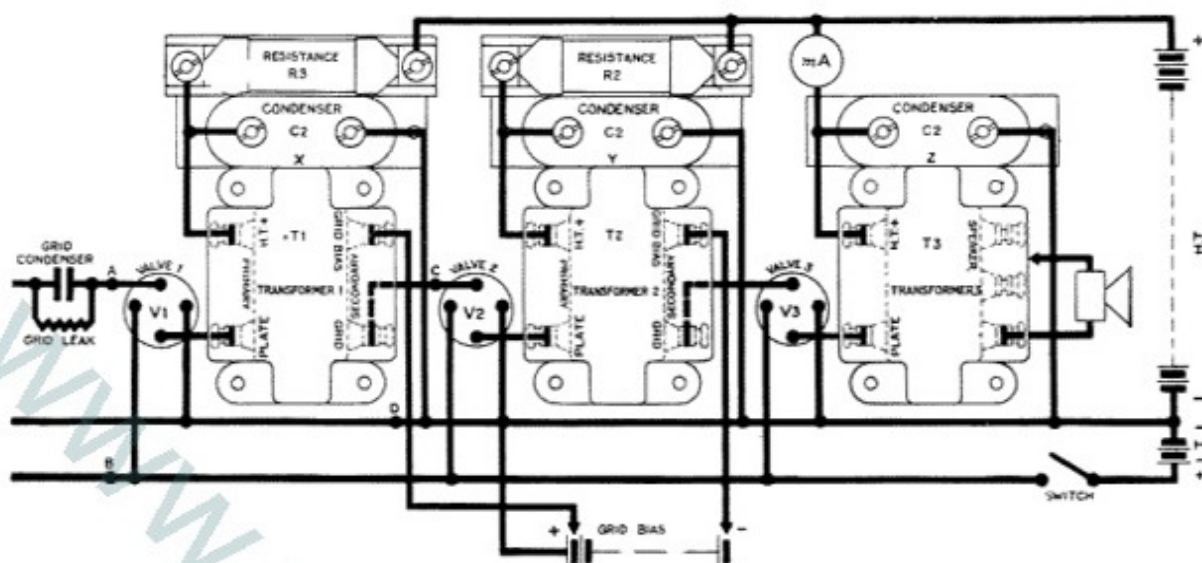 RESISTANCE
R3
RESISTANCE
R2
mA
+
CONDENSER
C2
X
CONDENSER
C2
Y
CONDENSER
C2
Z
H.T.+
T1
GRID BIAS
H.T.+
T2
GRID BIAS
H.T.+
T3
SPEAKER
GRID
CONDENSER
A
VALVE 1
V1
GRID LEAK
PRIMARY
TRANSFORMER 1
SECONDARY
PLATE
GRID
C
VALVE 2
V2
PRIMARY
TRANSFORMER 2
SECONDARY
PLATE
GRID
VALVE 3
V3
PRIMARY
PLATE
D
B
-
-
+
SWITCH
+
GRID BIAS
-
WWW